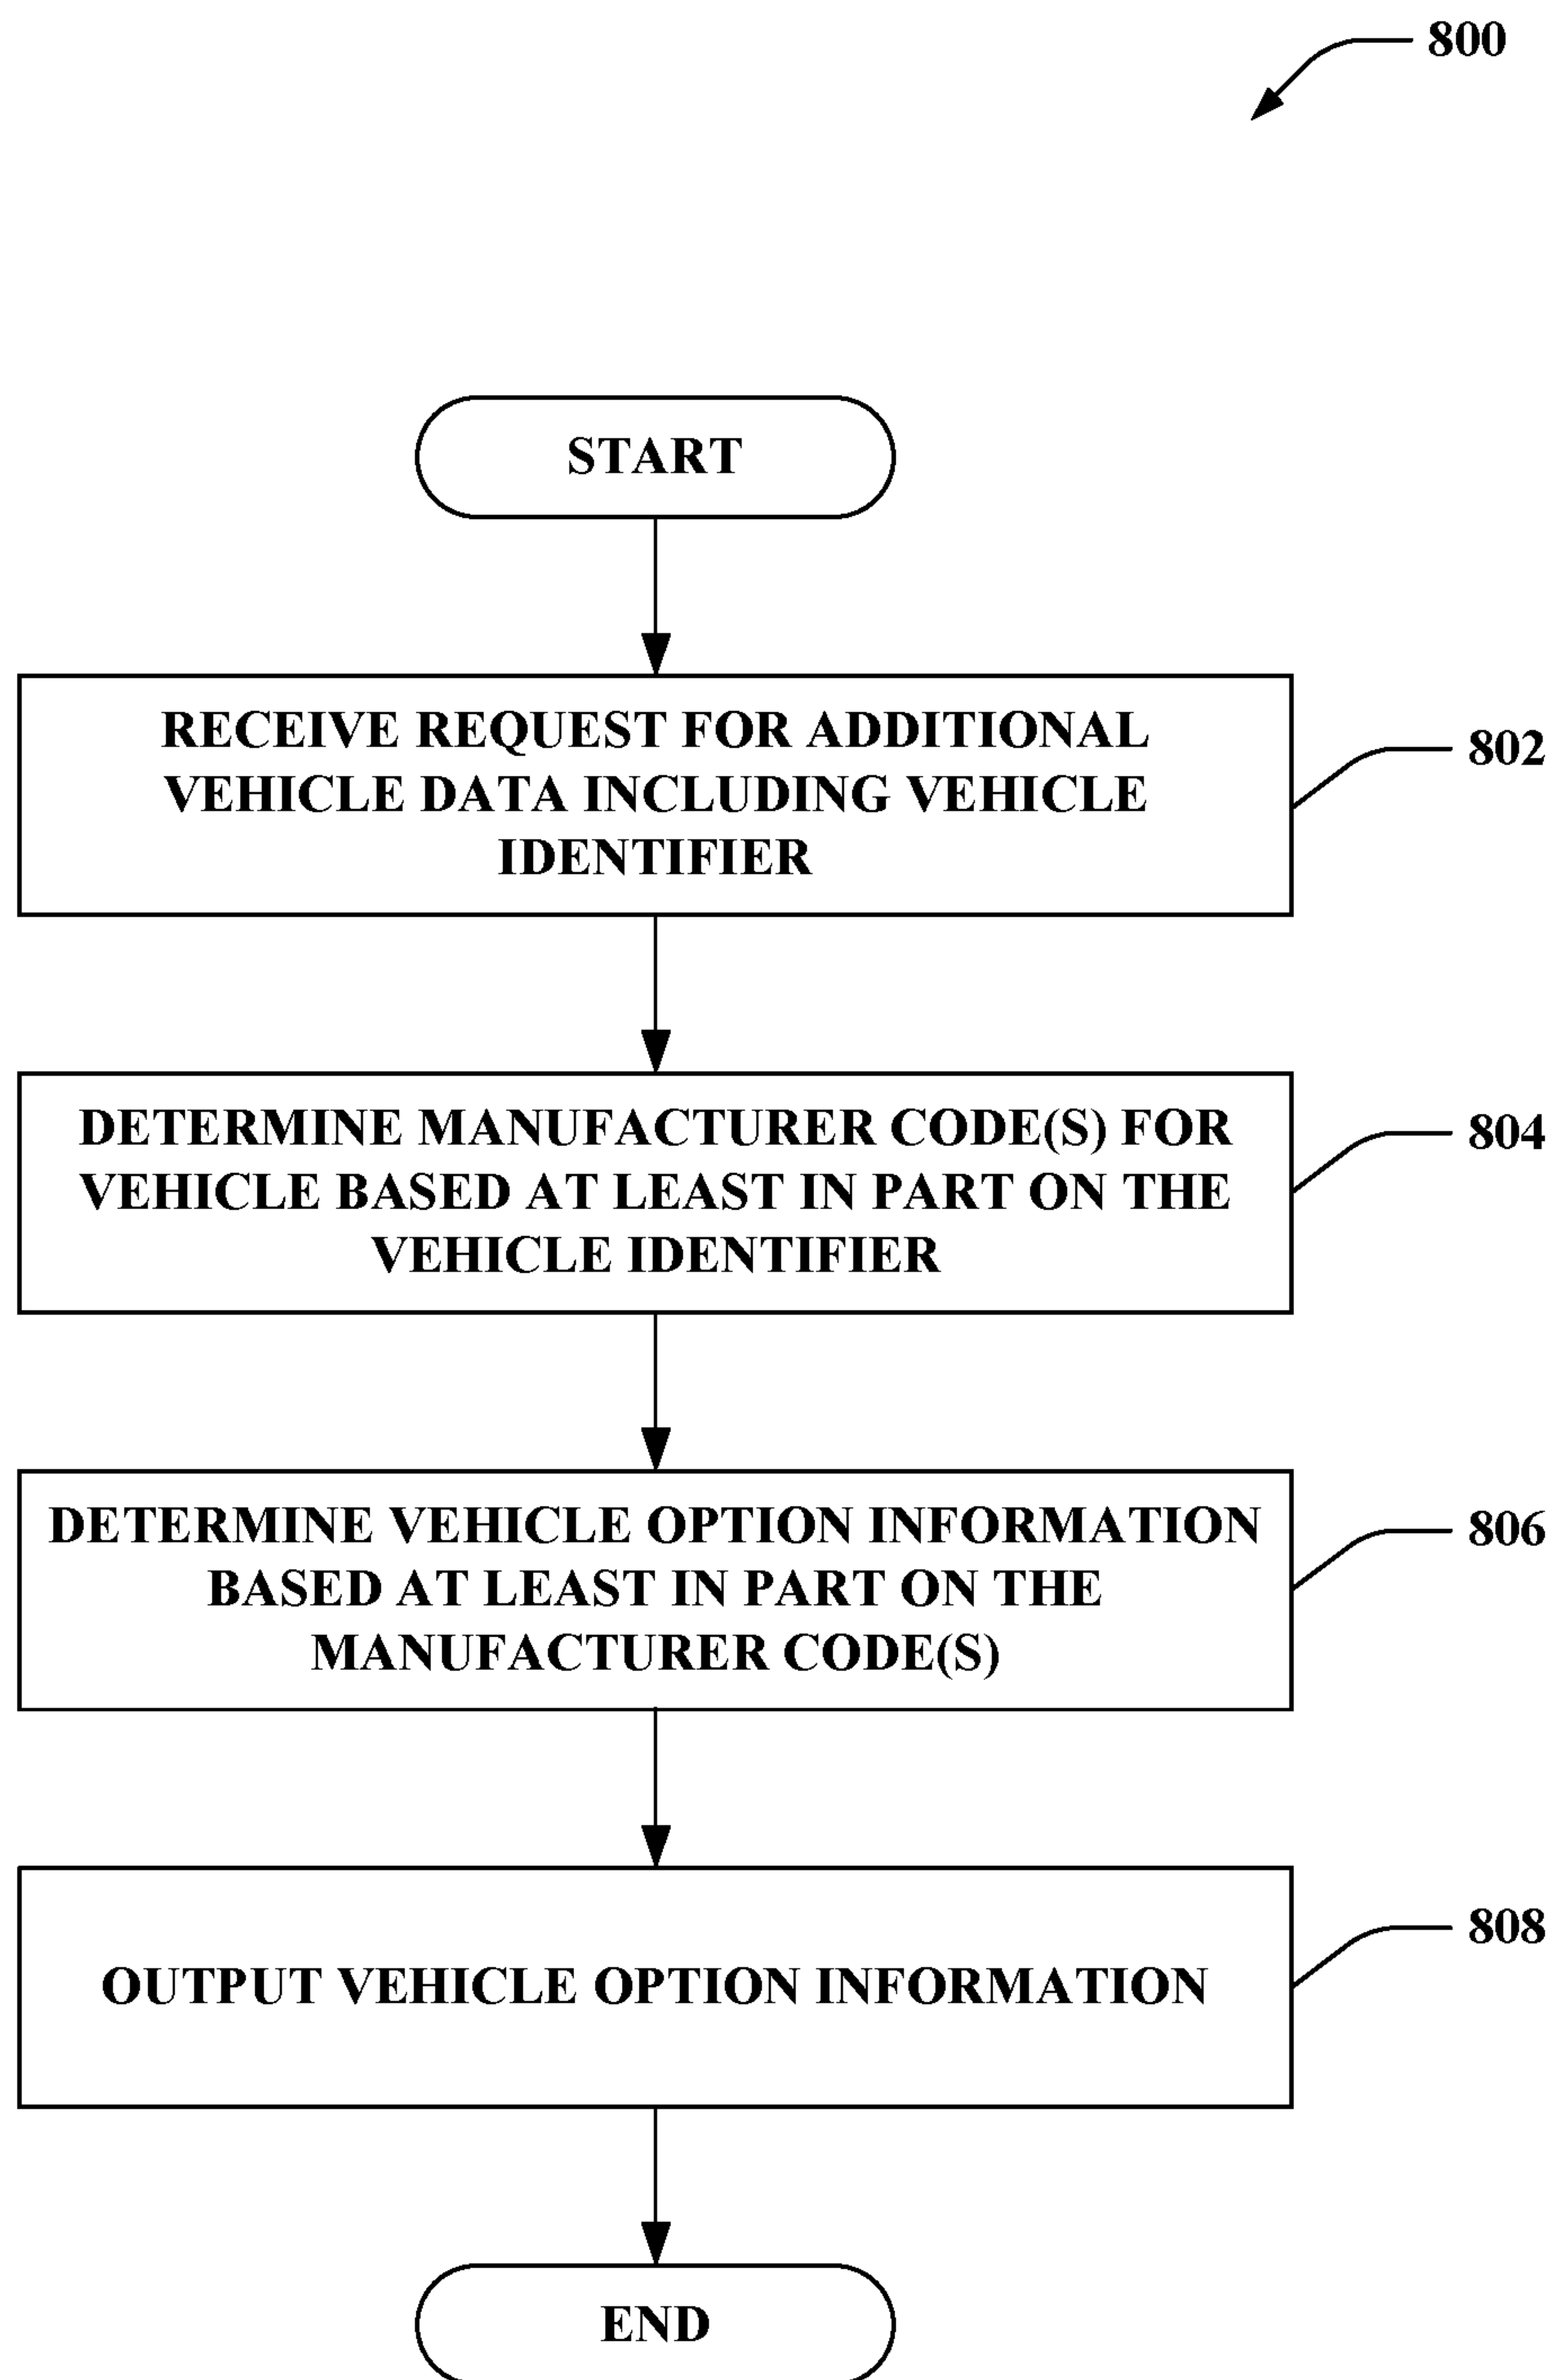 800
START
RECEIVE REQUEST FOR ADDITIONAL
VEHICLE DATA INCLUDING VEHICLE
IDENTIFIER
802
DETERMINE MANUFACTURER CODE(S) FOR
VEHICLE BASED AT LEAST IN PART ON THE
VEHICLE IDENTIFIER
804
DETERMINE VEHICLE OPTION INFORMATION
BASED AT LEAST IN PART ON THE
MANUFACTURER CODE(S)
806
OUTPUT VEHICLE OPTION INFORMATION
808
END